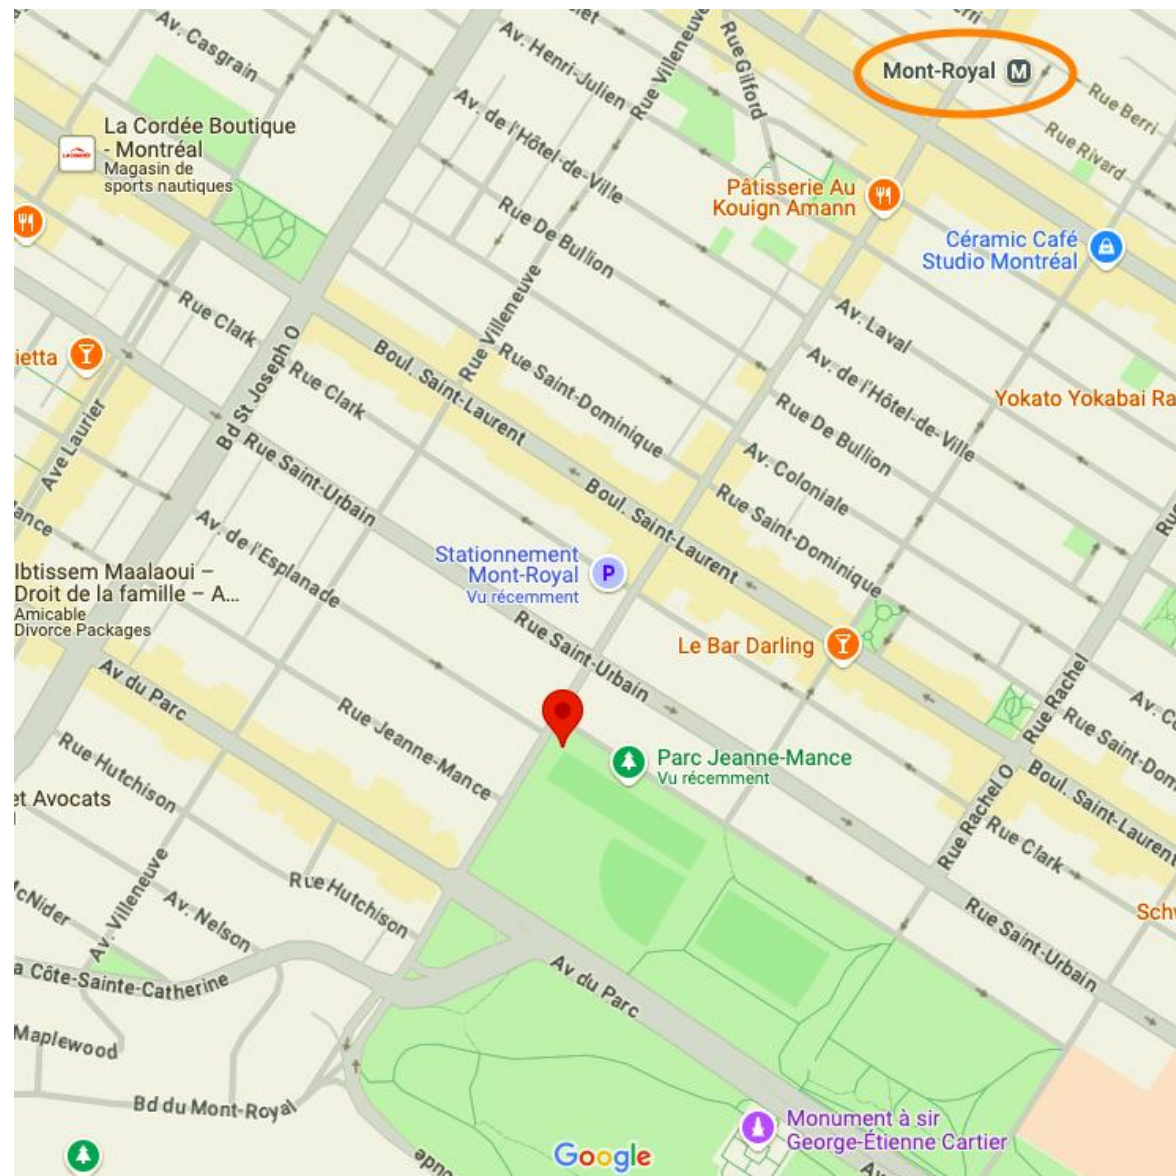 Av. Casgrain
Av. Henri-Julien
Rue Villeneuve
Rue Gilford
Mont-Royal M
Rue Berri
Rue Rivard
La Cordée Boutique
- Montréal
Magasin de
sports nautiques
Av. de l'Hôtel-de-Ville
Rue De Bullion
Pâtisserie Au
Kouign Amann
Céramic Café
Studio Montréal
Rue Clark
Rue Villeneuve
Av. Laval
ietta
Bd St Joseph O
Rue Clark
Boul. Saint-Laurent
Rue Saint-Dominique
Av. de l'Hôtel-de-Ville
Yokato Yokabai Ra
Ave Laurier
Rue De Bullion
Rue Saint-Urbain
Av. Coloniale
Boul. Saint-Laurent
Rue Saint-Dominique
ance
Av. de l'Esplanade
Stationnement
Mont-Royal
Vu récemment
P
Ibtissem Maalaoui –
Droit de la famille – A...
Amicable
Divorce Packages
Rue Saint-Urbain
Le Bar Darling
Av du Parc
Rue Jeanne-Mance
Rue Rachel
Rue Saint-Dom
Parc Jeanne-Mance
Vu récemment
Rue Hutchison
et Avocats
Boul. Saint-Laurent
Rue Rachel O
Rue Clark
Rue Hutchison
McNider
Av. Villeneuve
Av. Nelson
Rue Saint-Urbain
a Côte-Sainte-Catherine
Av du Parc
Maplewood
Bd du Mont-Royal
Monument à sir
George-Étienne Cartier
Google